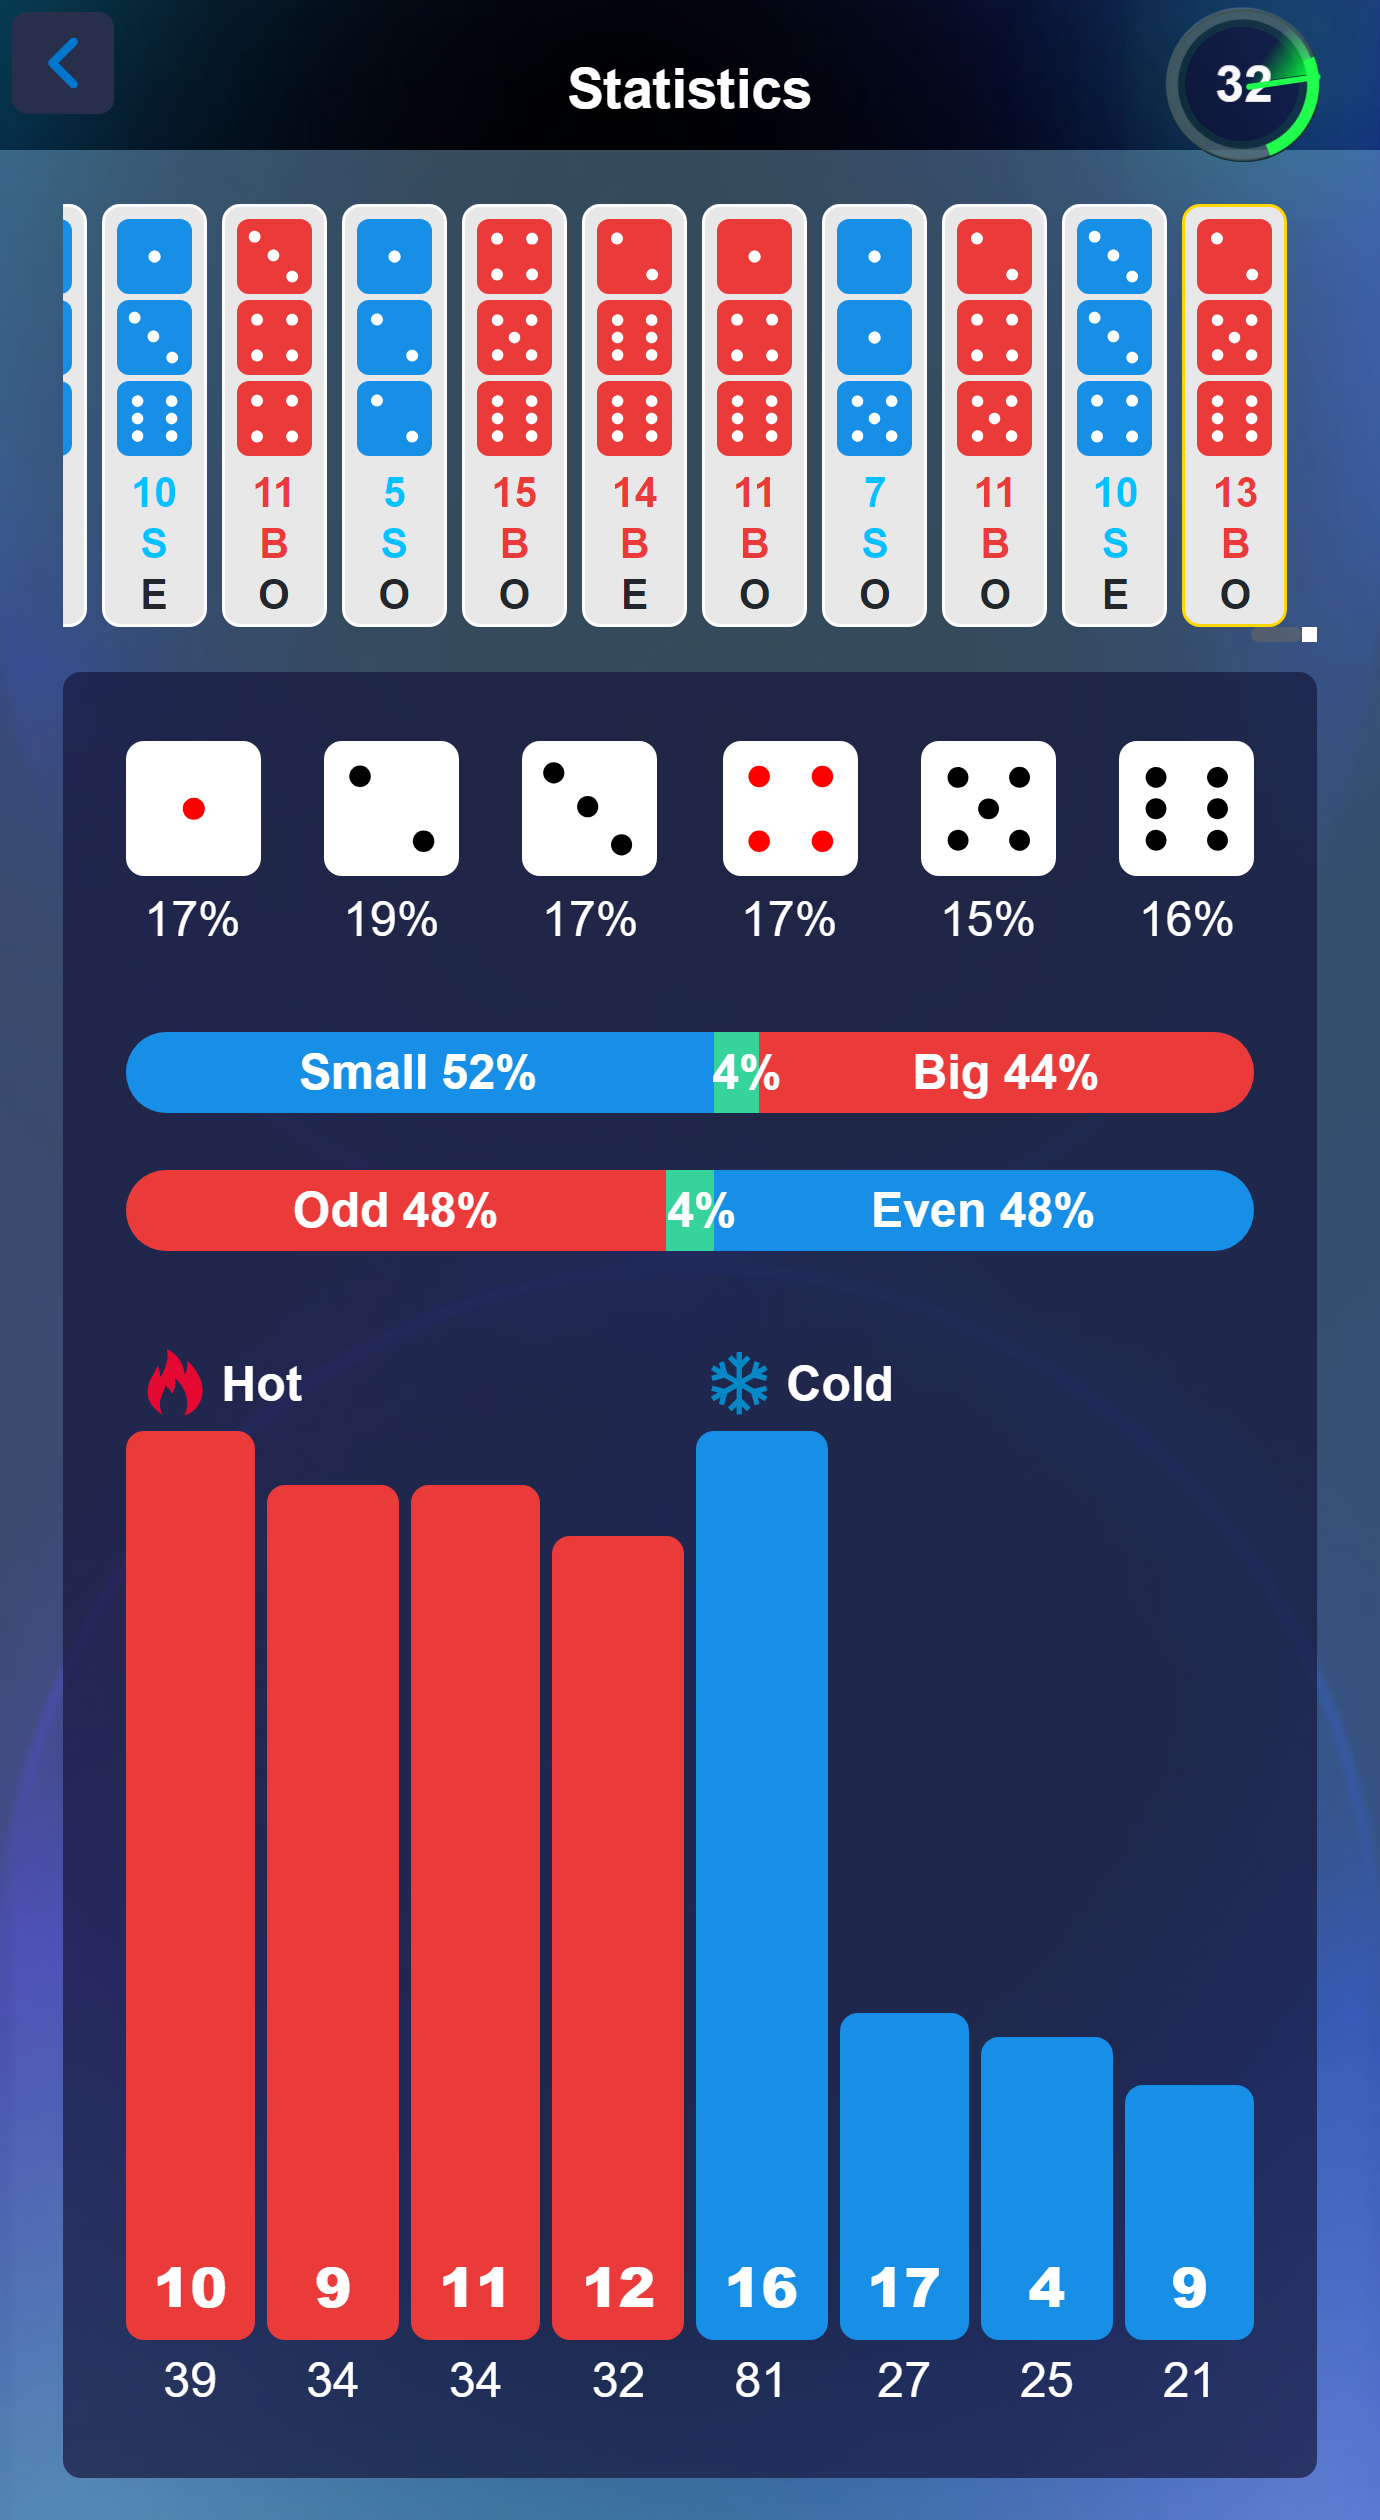 Statistics
32
10 11 5 15 14 11 7 11 10 13
S B S B B B S B S B
E O O O E O O O E O
17% 19% 17% 17% 15% 16%
Small 52% 4% Big 44%
Odd 48% 4% Even 48%
Hot Cold
10 9 11 12 16 17 4 9
39 34 34 32 81 27 25 21